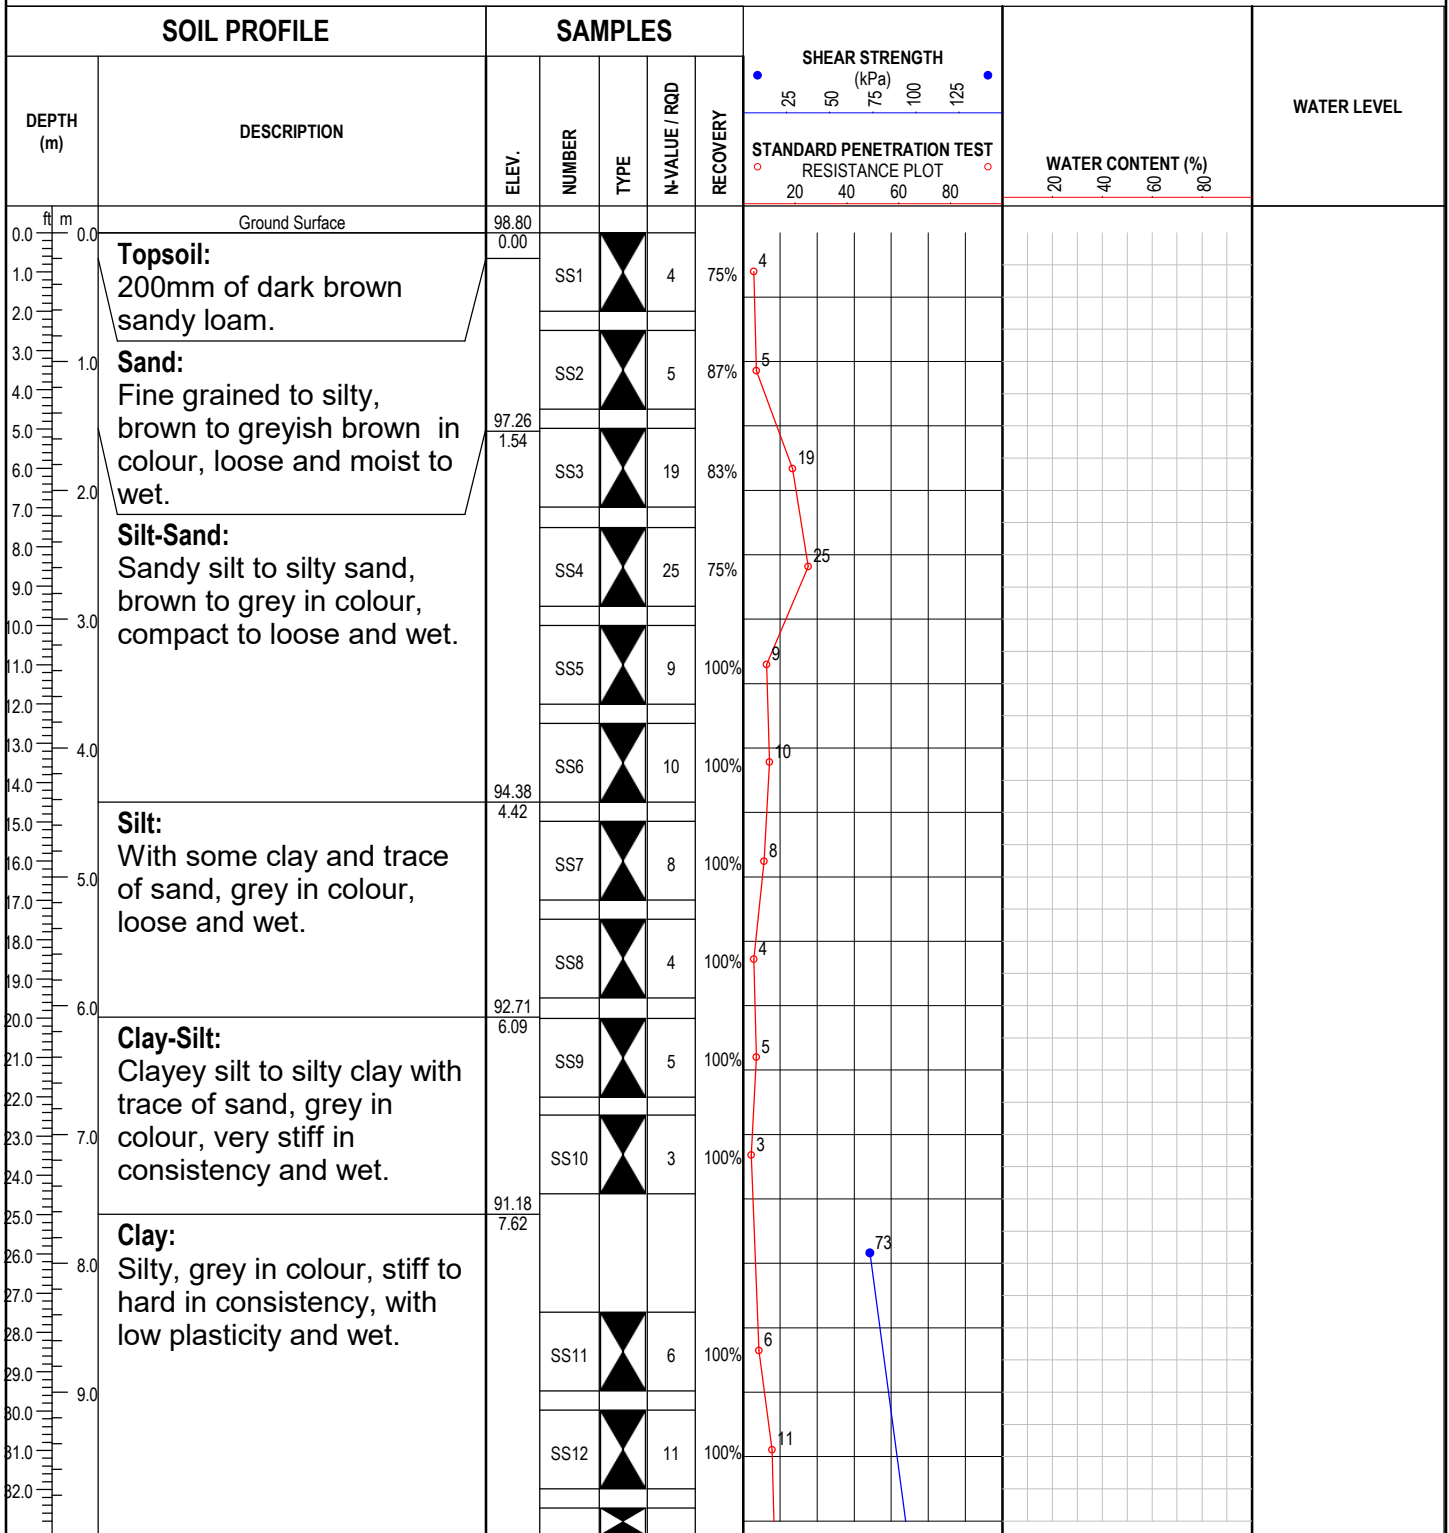 SOIL PROFILE
SAMPLES
DEPTH
(m)
DESCRIPTION
ELEV.
NUMBER
TYPE
N-VALUE / RQD
RECOVERY
SHEAR STRENGTH
(kPa)
25 50 75 100 125
STANDARD PENETRATION TEST
RESISTANCE PLOT
20 40 60 80
WATER CONTENT (%)
20 40 60 80
WATER LEVEL
ft m
Ground Surface
98.80
0.0 0.0
0.00
Topsoil:
200mm of dark brown
sandy loam.
1.0
SS1 4 75% 4
2.0
3.0
1.0
Sand:
Fine grained to silty,
brown to greyish brown in
colour, loose and moist to
wet.
SS2 5 87% 5
4.0
97.26
5.0
1.54
6.0
SS3 19 83% 19
2.0
7.0
Silt-Sand:
Sandy silt to silty sand,
brown to grey in colour,
compact to loose and wet.
8.0
SS4 25 75% 25
9.0
10.0
3.0
11.0
SS5 9 100% 9
12.0
13.0
4.0
SS6 10 100% 10
14.0
94.38
4.42
15.0
Silt:
With some clay and trace
of sand, grey in colour,
loose and wet.
16.0
SS7 8 100% 8
5.0
17.0
18.0
SS8 4 100% 4
19.0
6.0
92.71
20.0
6.09
Clay-Silt:
Clayey silt to silty clay with
trace of sand, grey in
colour, very stiff in
consistency and wet.
21.0
SS9 5 100% 5
22.0
23.0
7.0
SS10 3 100% 3
24.0
91.18
25.0
7.62
Clay:
Silty, grey in colour, stiff to
hard in consistency, with
low plasticity and wet.
26.0
8.0
73
27.0
28.0
SS11 6 100% 6
29.0
9.0
30.0
31.0
SS12 11 100% 11
32.0